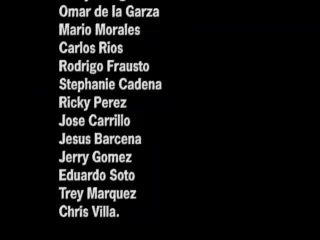 Omar de la Garza
Mario Morales
Carlos Rios
Rodrigo Frausto
Stephanie Cadena
Ricky Perez
Jose Carrillo
Jesus Barcena
Jerry Gomez
Eduardo Soto
Trey Marquez
Chris Villa.